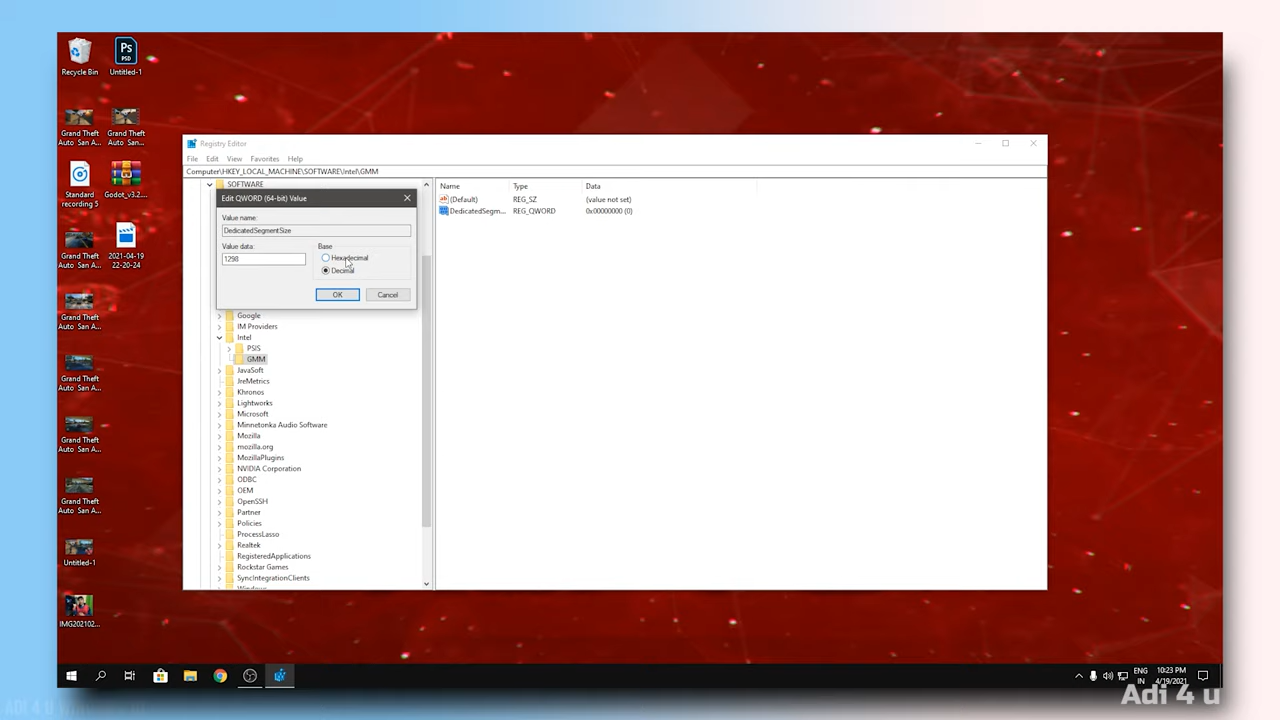 Recycle Bin
Untitled-1
Grand Theft
Auto San A...
Grand Theft
Auto San A...
Standard
recording 5
Godot_v3.2....
Grand Theft
Auto San A...
2021-04-19
22-20-24
Grand Theft
Auto San A...
Grand Theft
Auto San A...
Grand Theft
Auto San A...
Grand Theft
Auto San A...
Untitled-1
IMG202102...
Ps
PSD
Registry Editor
File Edit View Favorites Help
Computer\HKEY_LOCAL_MACHINE\SOFTWARE\Intel\GMM
SOFTWARE
Edit QWORD (64-bit) Value
Value name:
DedicatedSegmentSize
Value data:
1298
Base
Hexadecimal
Decimal
OK Cancel
Google
IM Providers
Intel
PSIS
GMM
JavaSoft
JreMetrics
Khronos
Lightworks
Microsoft
Minnetonka Audio Software
Mozilla
mozilla.org
MozillaPlugins
NVIDIA Corporation
ODBC
OEM
OpenSSH
Partner
Policies
ProcessLasso
Realtek
RegisteredApplications
Rockstar Games
SyncIntegrationClients
Windows
Name Type Data
ab (Default) REG_SZ (value not set)
DedicatedSegm... REG_QWORD 0x00000000 (0)
ENG
IN
10:23 PM
4/19/2021
Adi 4 u